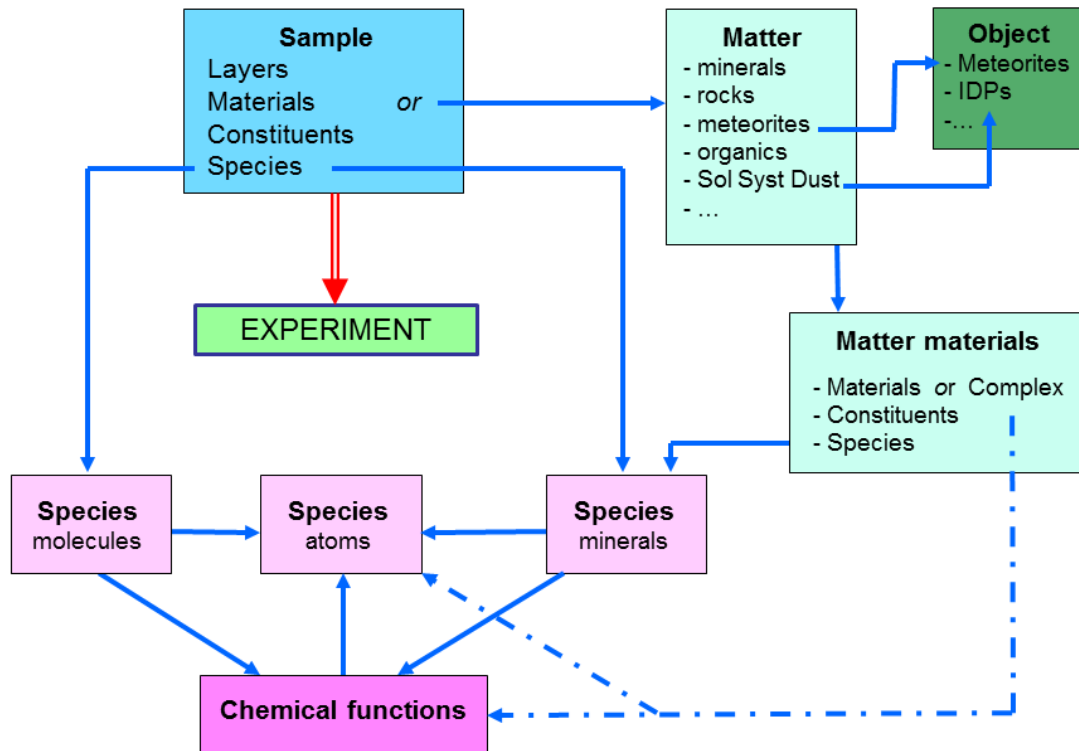 Sample
Layers
Materials or
Constituents
Species
Matter
- minerals
- rocks
- meteorites
- organics
- Sol Syst Dust
- …
Object
- Meteorites
- IDPs
-…
EXPERIMENT
Matter materials
- Materials or Complex
- Constituents
- Species
Species
molecules
Species
atoms
Species
minerals
Chemical functions